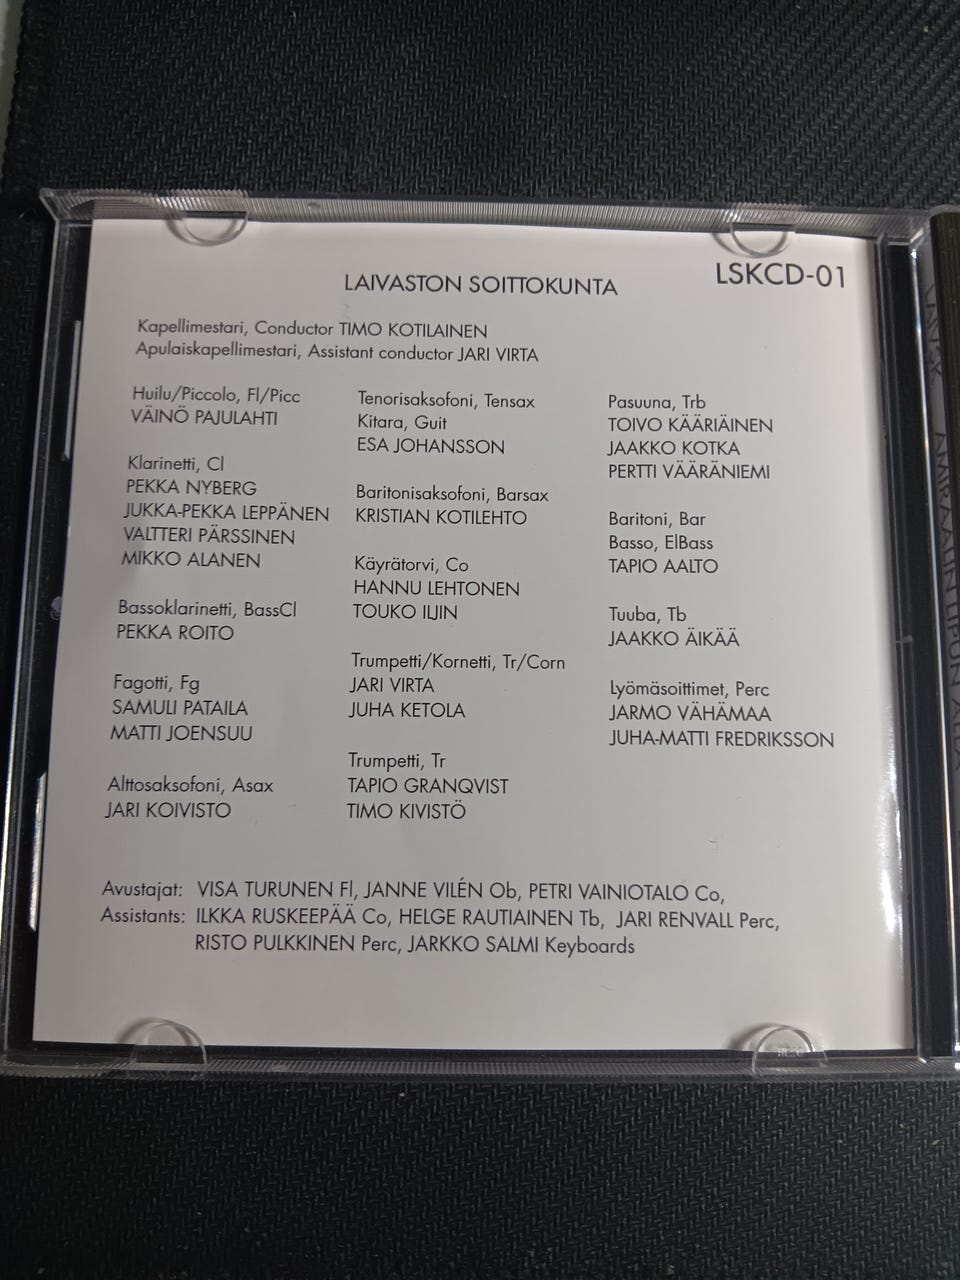 LAIVASTON SOITTOKUNTA
LSKCD-01
Kapellimestari, Conductor TIMO KOTILAINEN
Apulaiskapellimestari, Assistant conductor JARI VIRTA
Huilu/Piccolo, Fl/Picc
VÄINÖ PAJULAHTI
Klarinetti, Cl
PEKKA NYBERG
JUKKA-PEKKA LEPPÄNEN
VALTTERI PÄRSSINEN
MIKKO ALANEN
Bassoklarinetti, BassCl
PEKKA ROITO
Fagotti, Fg
SAMULI PATAILA
MATTI JOENSUU
Alttosaksofoni, Asax
JARI KOIVISTO
Tenorisaksofoni, Tensax
Kitara, Guit
ESA JOHANSSON
Baritonisaksofoni, Barsax
KRISTIAN KOTILEHTO
Käyrätorvi, Co
HANNU LEHTONEN
TOUKO ILJIN
Trumpetti/Kornetti, Tr/Corn
JARI VIRTA
JUHA KETOLA
Trumpetti, Tr
TAPIO GRANQVIST
TIMO KIVISTÖ
Pasuuna, Trb
TOIVO KÄÄRIÄINEN
JAAKKO KOTKA
PERTTI VÄÄRÄNIEMI
Baritoni, Bar
Basso, ElBass
TAPIO AALTO
Tuuba, Tb
JAAKKO ÄIKÄÄ
Lyömäsoittimet, Perc
JARMO VÄHÄMAA
JUHA-MATTI FREDRIKSSON
Avustajat: VISA TURUNEN Fl, JANNE VILÉN Ob, PETRI VAINIOTALO Co,
Assistants: ILKKA RUSKEEPÄÄ Co, HELGE RAUTIAINEN Tb, JARI RENVALL Perc,
RISTO PULKKINEN Perc, JARKKO SALMI Keyboards
AMIRAALIN LIPUN ALLA